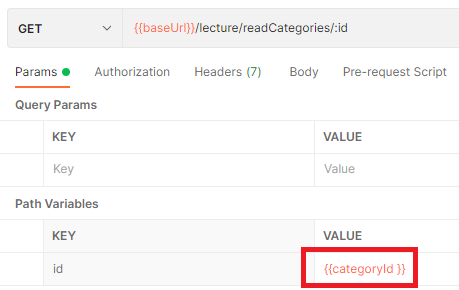 GET {{baseUrl}}/lecture/readCategories/:id
Params Authorization Headers (7) Body Pre-request Script
Query Params
KEY VALUE
Key Value
Path Variables
KEY VALUE
id {{categoryId }}